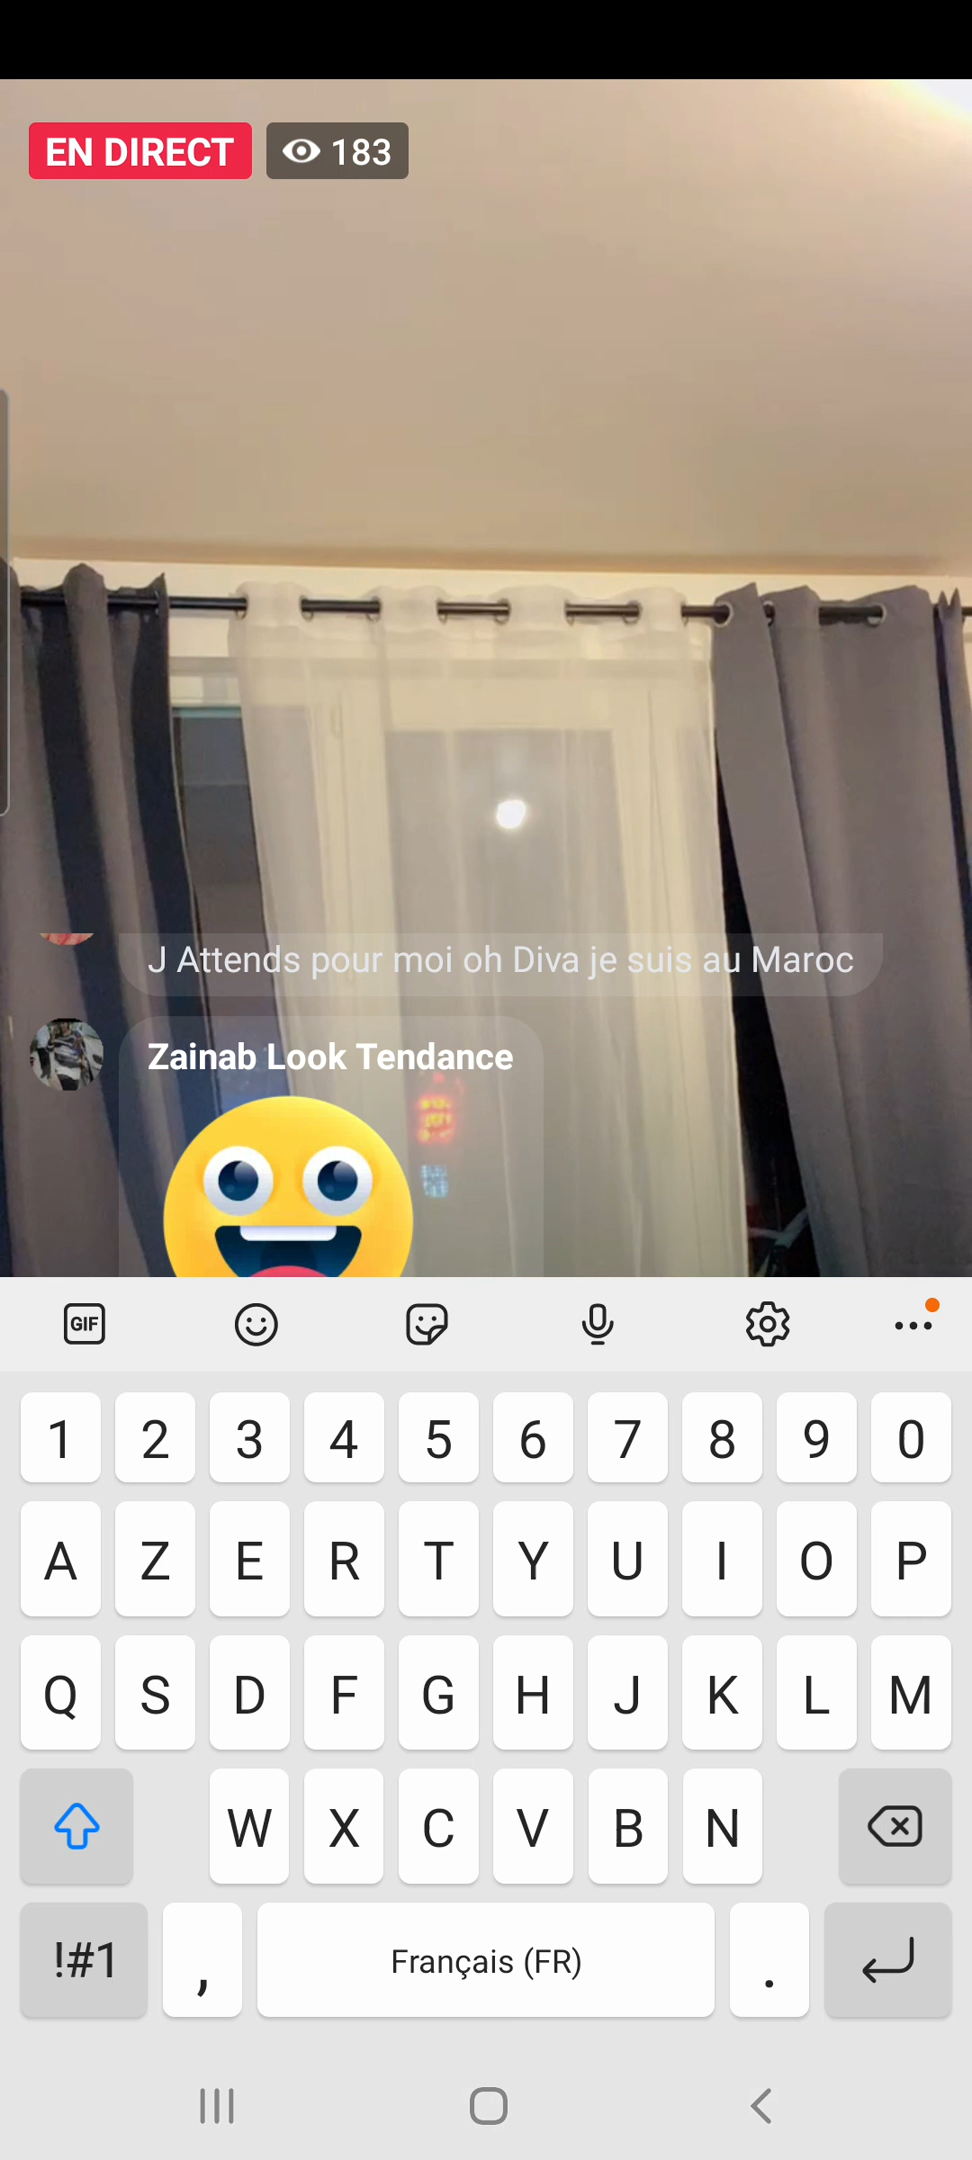 EN DIRECT
183
J Attends pour moi oh Diva je suis au Maroc
Zainab Look Tendance
GIF
1 2 3 4 5 6 7 8 9 0
A Z E R T Y U I O P
Q S D F G H J K L M
W X C V B N
!#1 , Français (FR) .